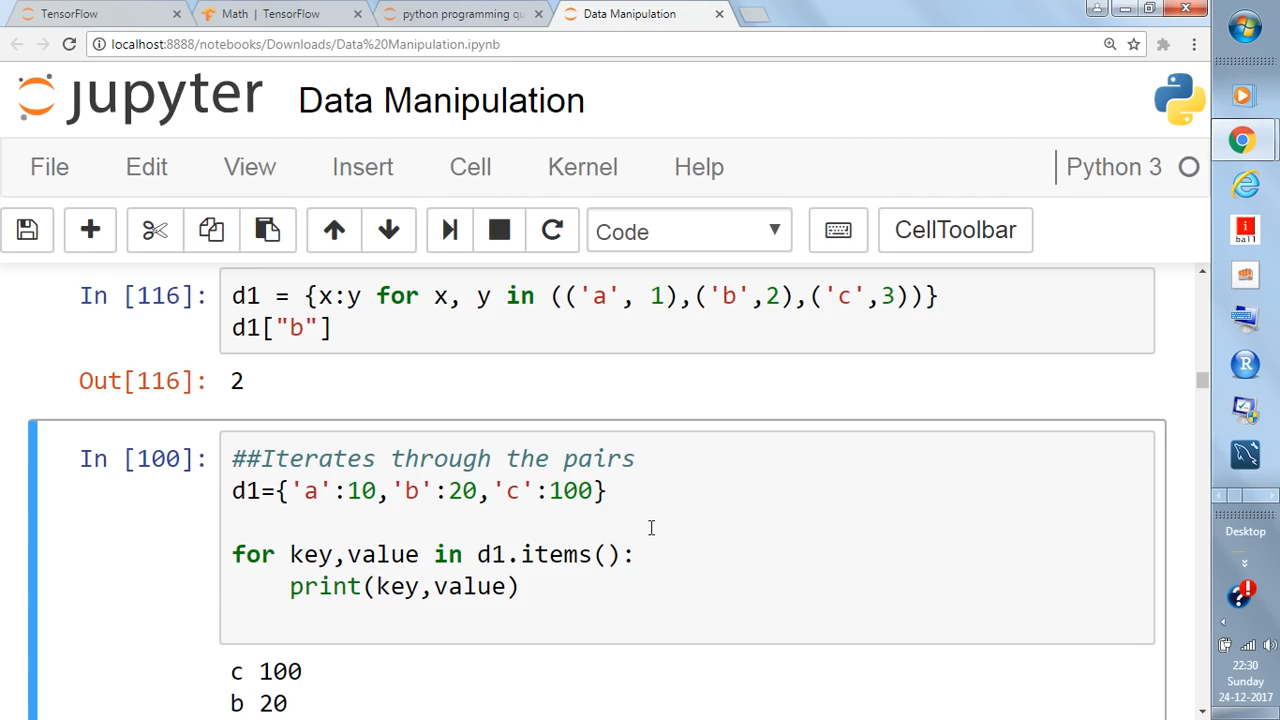 TensorFlow
Math | TensorFlow
python programming qu
Data Manipulation
localhost:8888/notebooks/Downloads/Data%20Manipulation.ipynb
jupyter
Data Manipulation
File Edit View Insert Cell Kernel Help
Python 3
Code
CellToolbar
In [116]:
d1 = {x:y for x, y in (('a', 1),('b',2),('c',3))}
d1["b"]
Out[116]:
2
In [100]:
##Iterates through the pairs
d1={'a':10,'b':20,'c':100}
for key,value in d1.items():
    print(key,value)
c 100
b 20
ball
R
Desktop
22:30
Sunday
24-12-2017